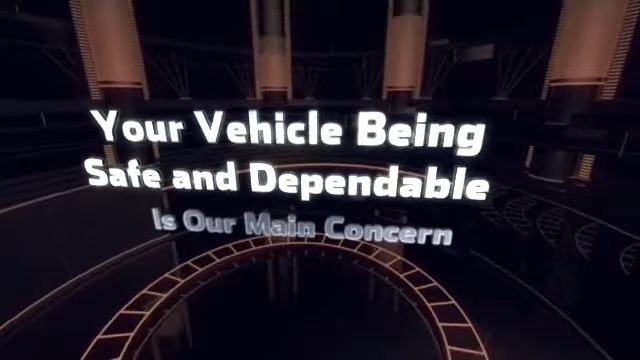 Your Vehicle Being
Safe and Dependable
Is Our Main Concern